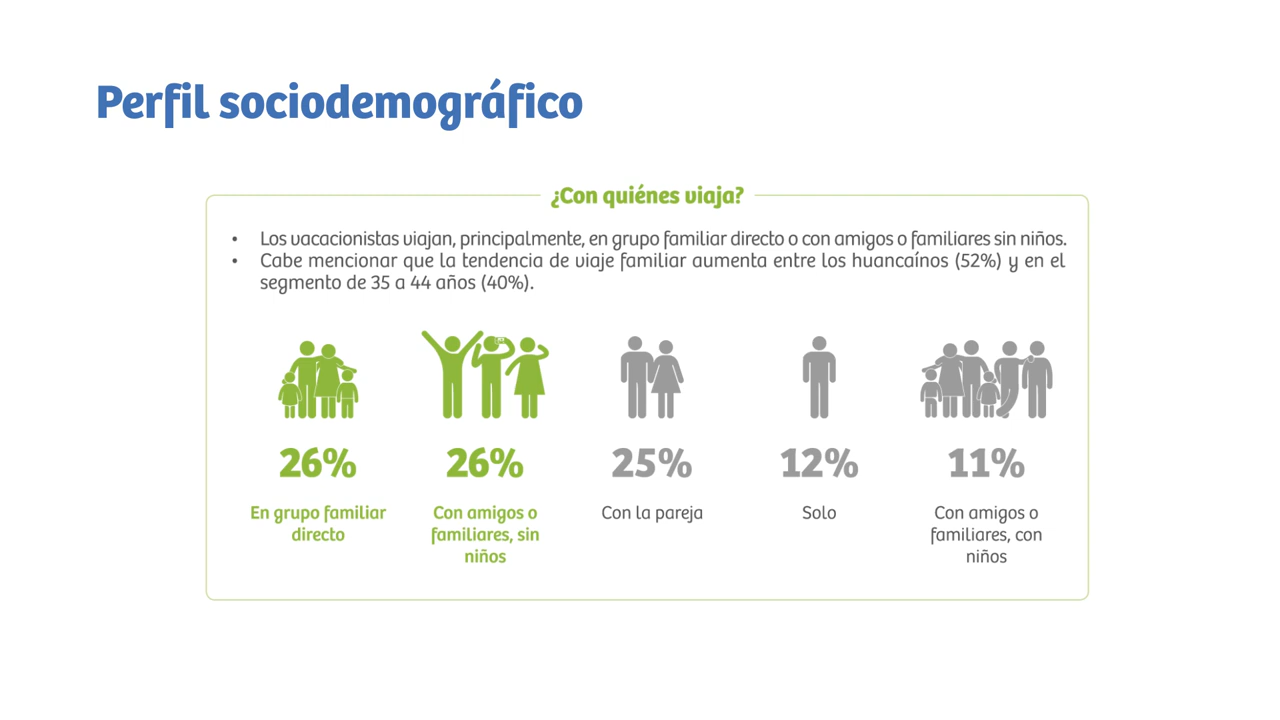 Perfil sociodemográfico
¿Con quiénes viaja?
• Los vacacionistas viajan, principalmente, en grupo familiar directo o con amigos o familiares sin niños.
• Cabe mencionar que la tendencia de viaje familiar aumenta entre los huancaínos (52%) y en el
segmento de 35 a 44 años (40%).
26%
En grupo familiar
directo
26%
Con amigos o
familiares, sin
niños
25%
Con la pareja
12%
Solo
11%
Con amigos o
familiares, con
niños